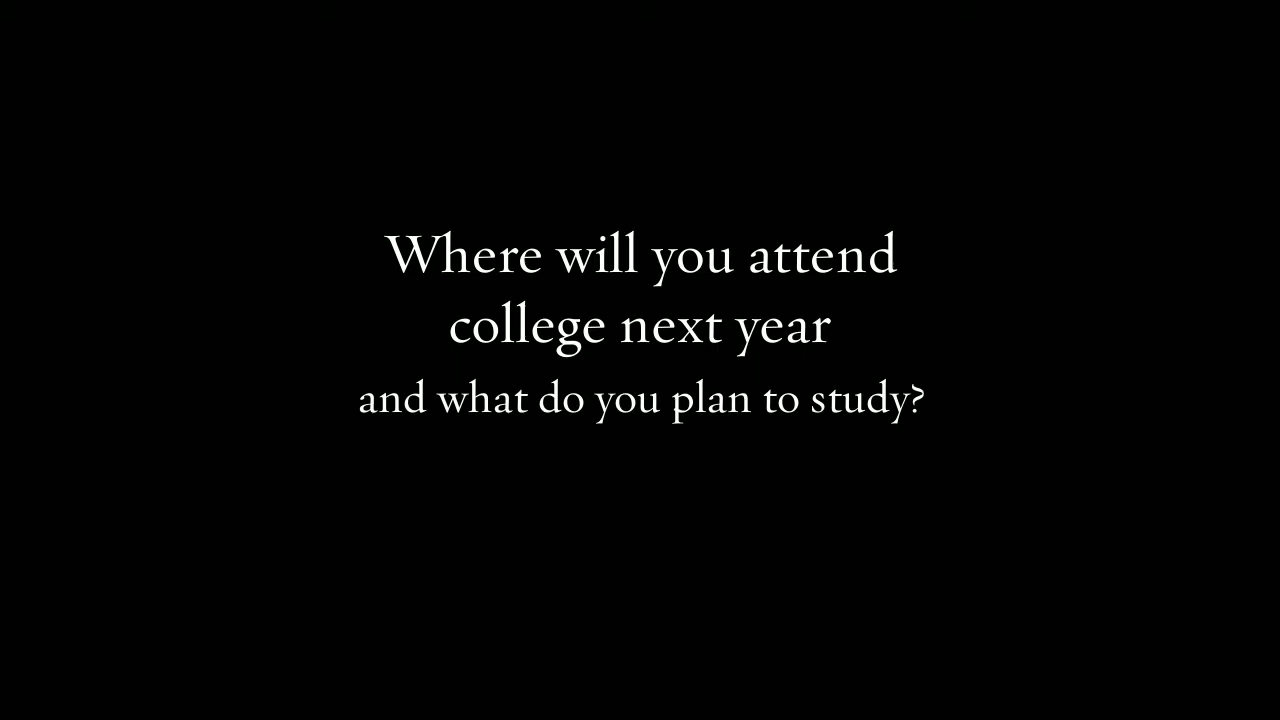 Where will you attend
college next year
and what do you plan to study?